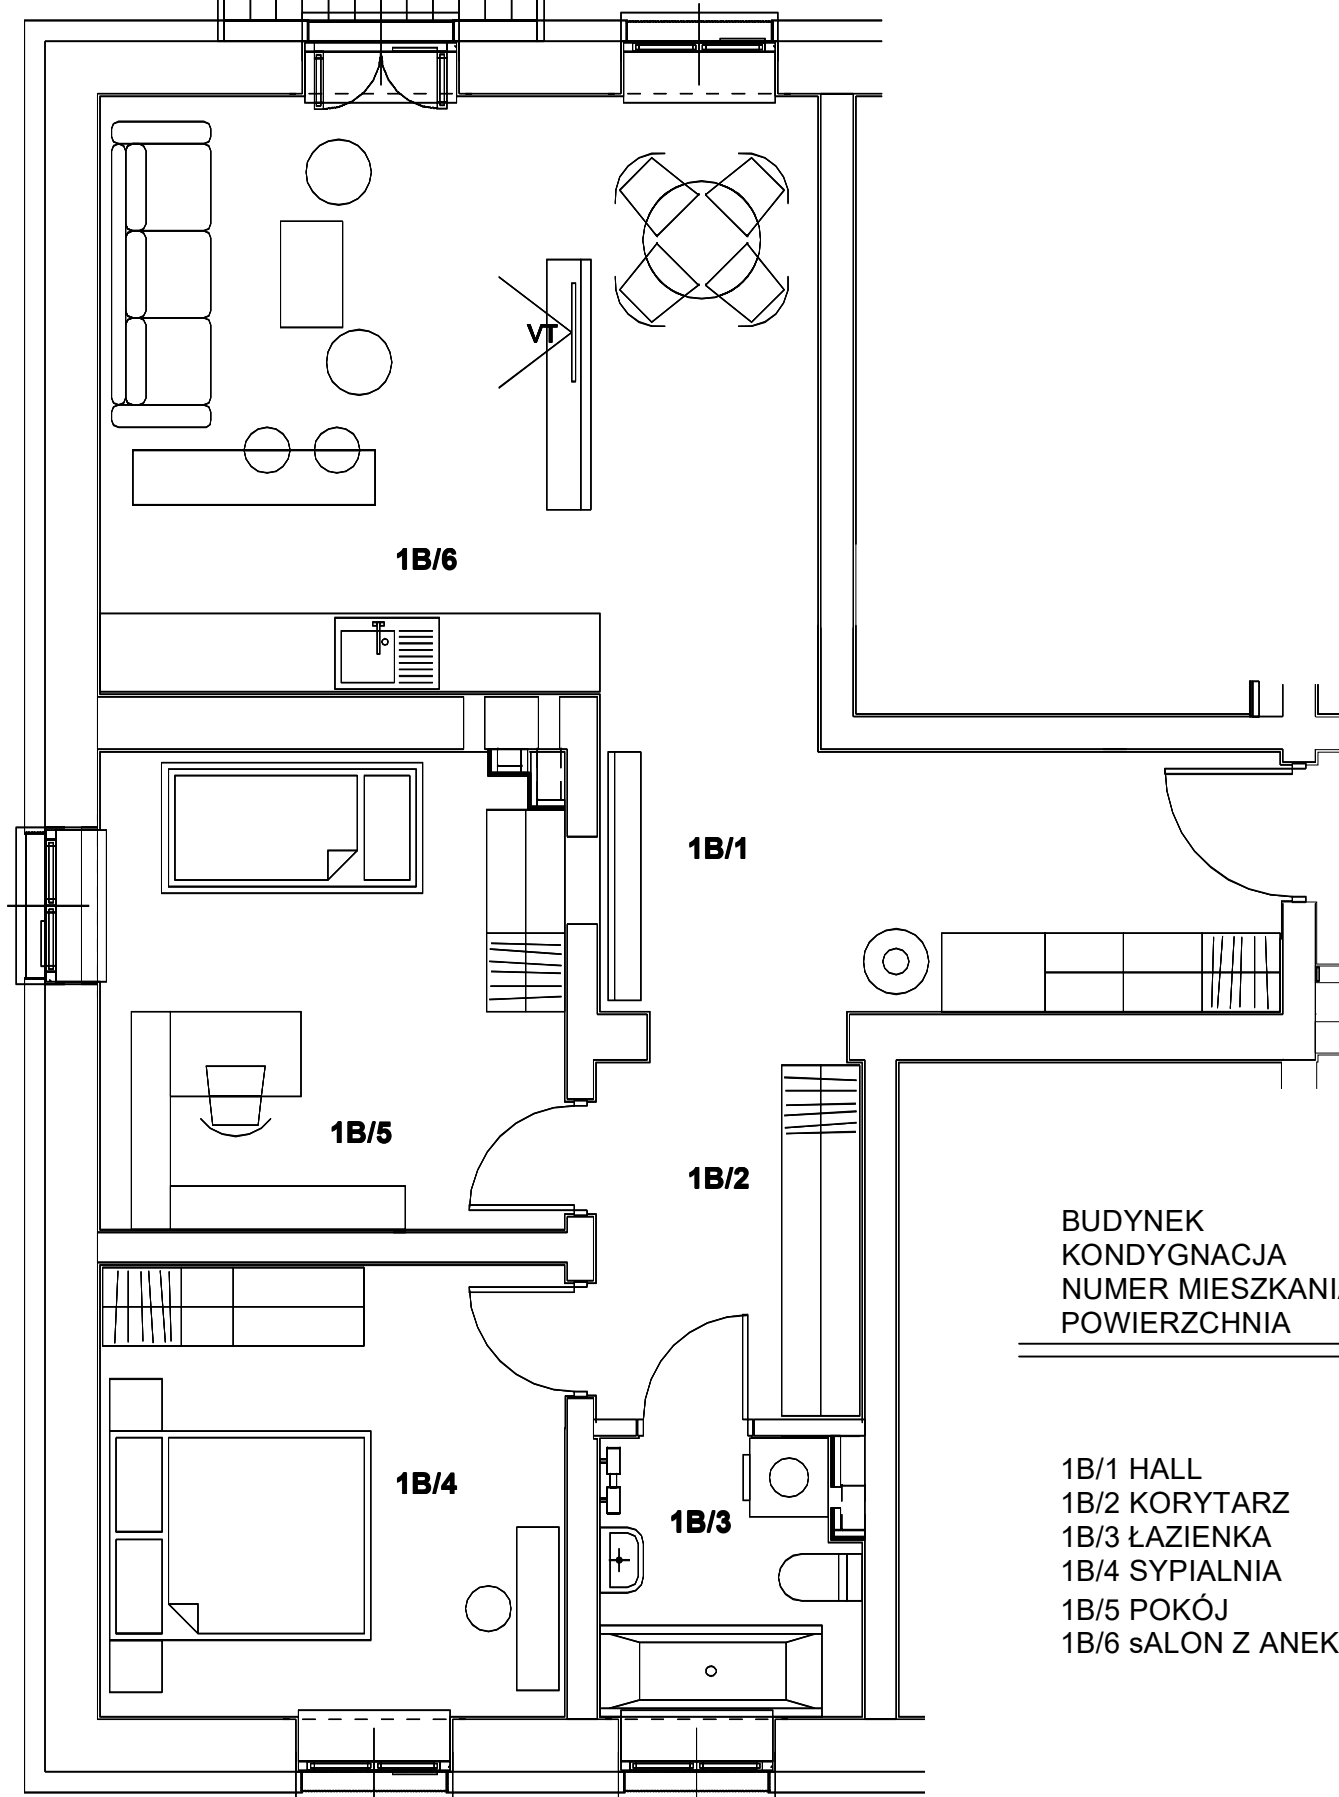 VT
1B/6
1B/1
1B/5
1B/2
1B/4
1B/3
BUDYNEK
KONDYGNACJA
NUMER MIESZKANIA
POWIERZCHNIA
1B/1 HALL
1B/2 KORYTARZ
1B/3 ŁAZIENKA
1B/4 SYPIALNIA
1B/5 POKÓJ
1B/6 sALON Z ANEK